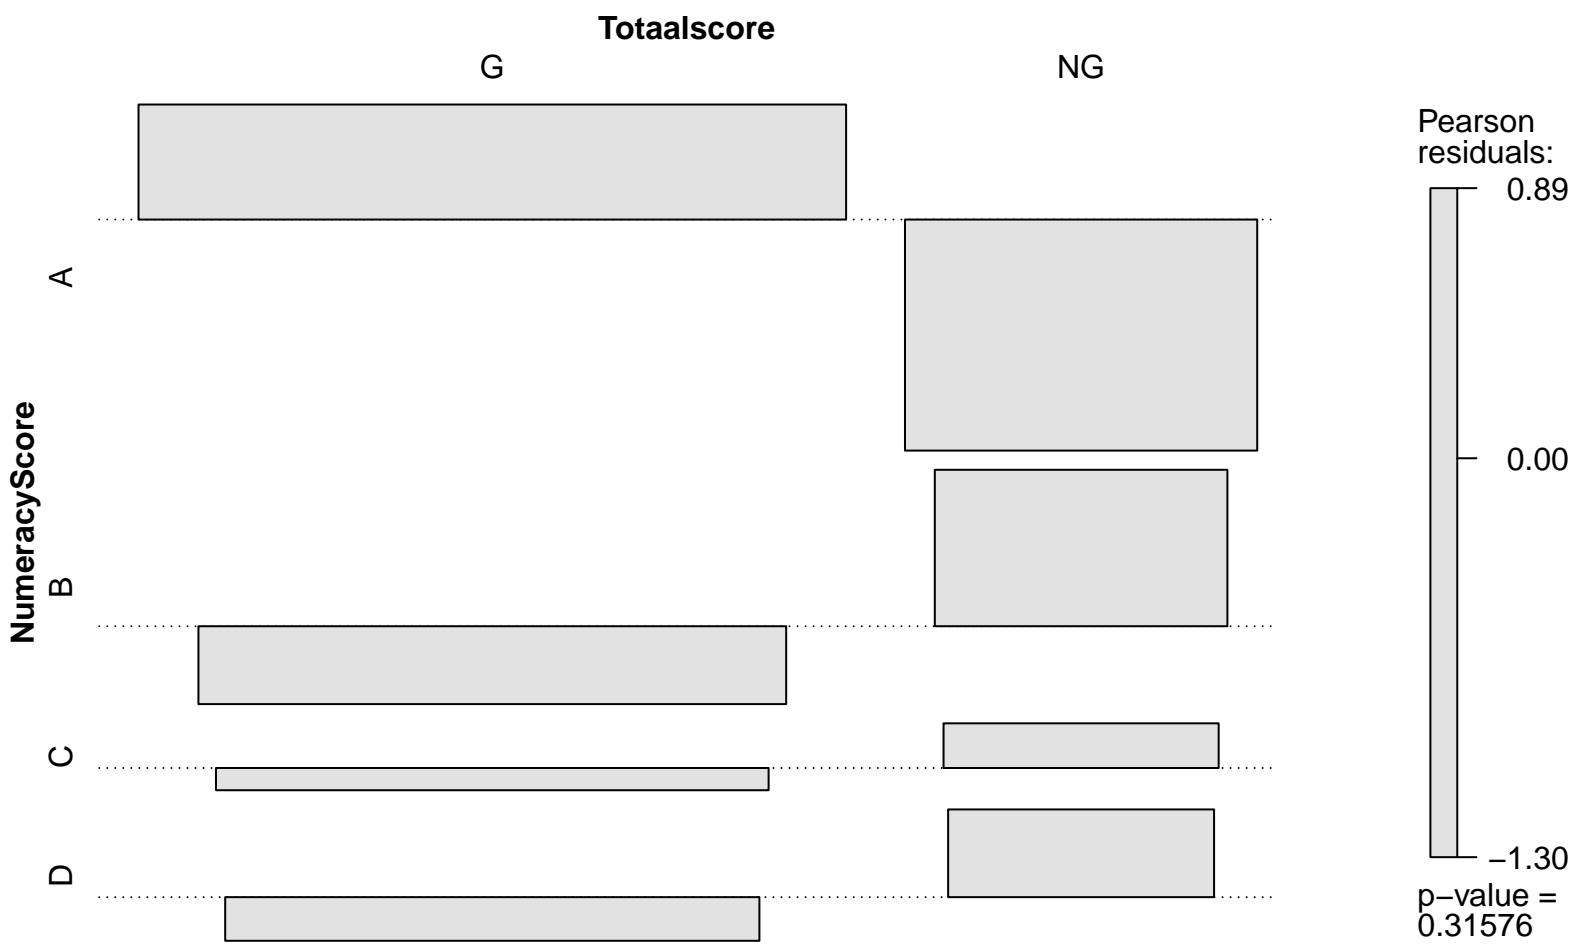 Totaalscore
G
NG
NumeracyScore
A
B
C
D
Pearson
residuals:
0.89
0.00
−1.30
p−value =
0.31576